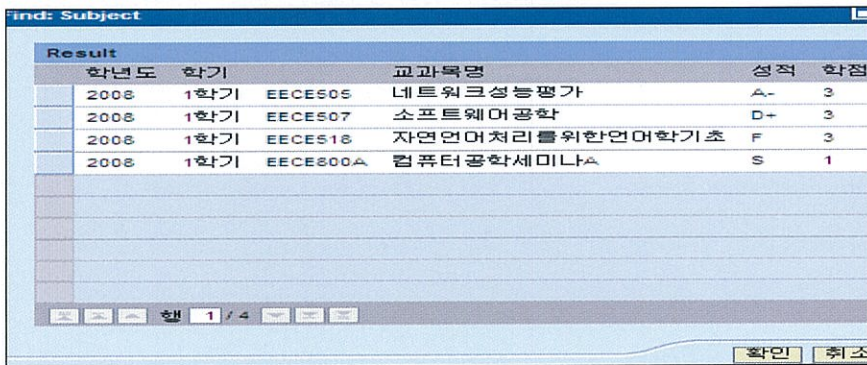 Find: Subject
Result
학년도 학기 교과목명 성적 학점
2008 1학기 EECE505 네트워크성능평가 A- 3
2008 1학기 EECE507 소프트웨어공학 D+ 3
2008 1학기 EECE518 자연언어처리를위한언어학기초 F 3
2008 1학기 EECE800A 컴퓨터공학세미나A S 1
행 1 / 4
확인 취소